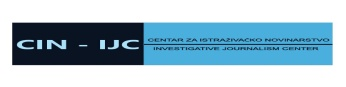 CIN - IJC
CENTAR ZA ISTRAŽIVAČKO NOVINARSTVO
INVESTIGATIVE JOURNALISM CENTER